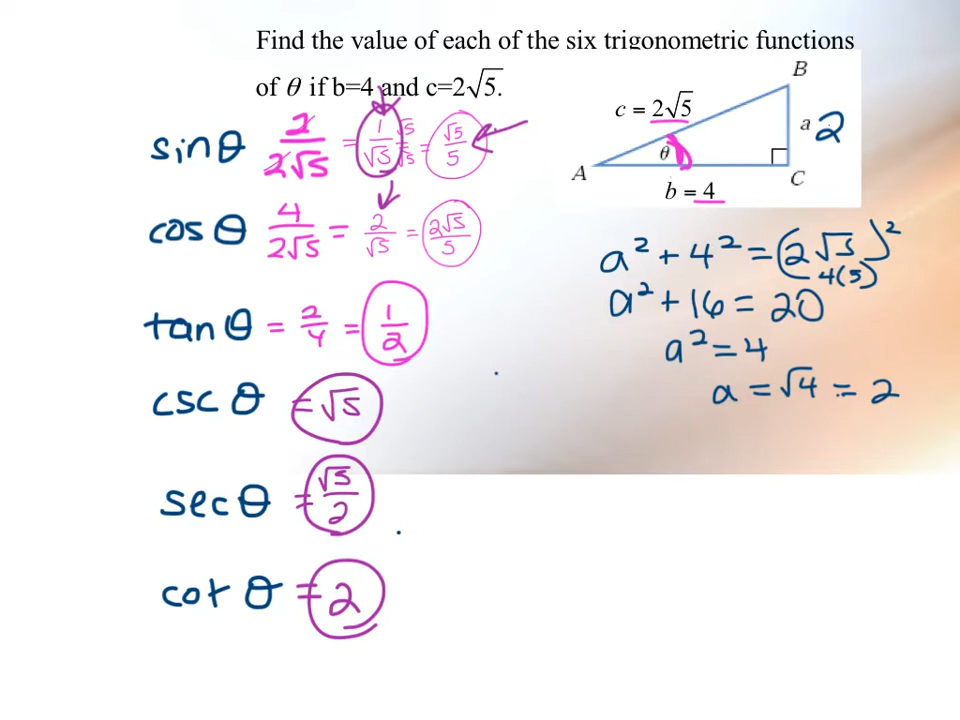 Find the value of each of the six trigonometric functions
of θ if b=4 and c=2√5.
B
c = 2√5
a 2
θ
A
b = 4
C
sinθ 2/2√5 = 1/√5 · √5/√5 = √5/5
cos θ 4/2√5 = 2/√5 = 2√5/5
tan θ = 2/4 = 1/2
csc θ = √5
sec θ = √5/2
cot θ = 2
a² + 4² = (2√5)²
4(5)
a² + 16 = 20
a² = 4
a = √4 = 2